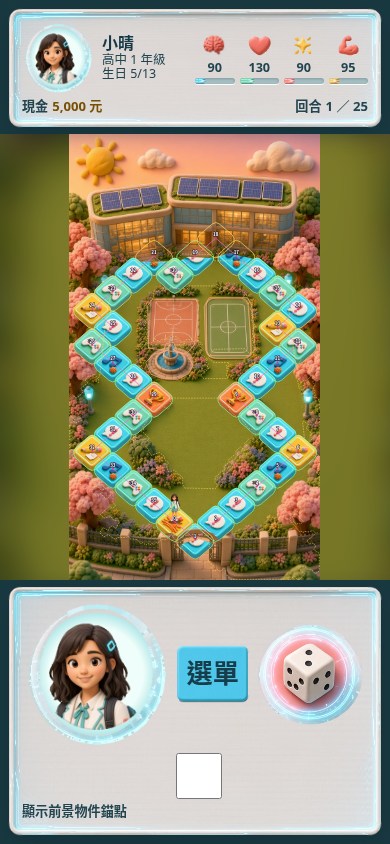 小晴
高中 1 年級
生日 5/13
90 130 90 95
現金 5,000 元
回合 1 ／ 25
選單
顯示前景物件錨點